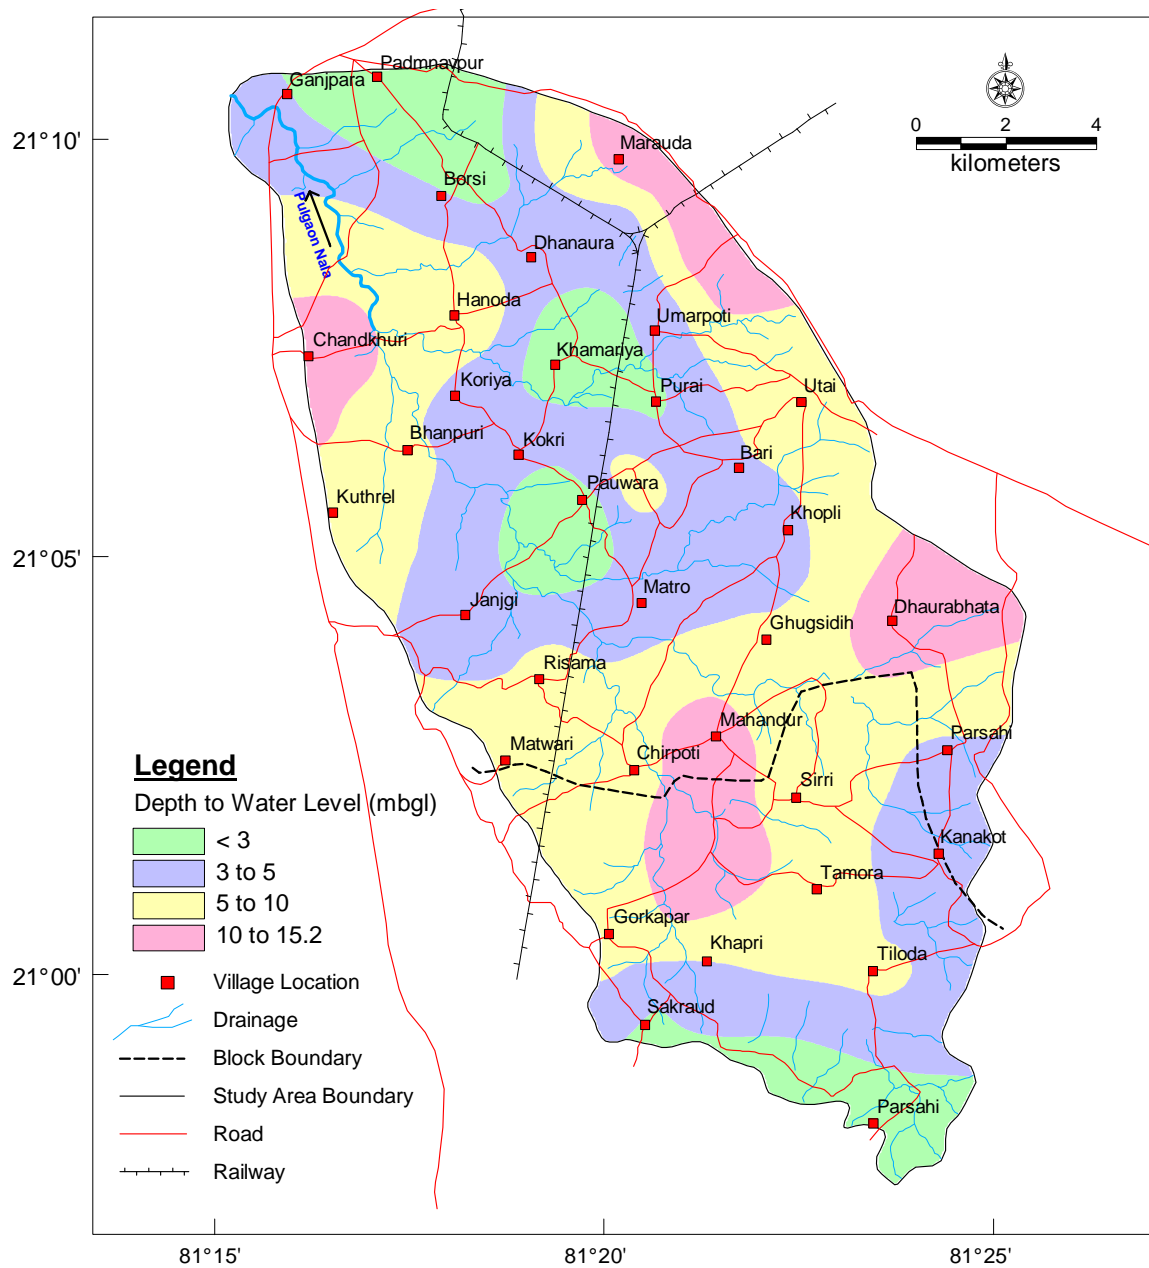 Padmnavpur
Ganjpara
21°10'
Marauda
0 2 4
kilometers
Borsi
Pulgaon Nala
Dhanaura
Hanoda
Umarpoti
Chandkhuri
Khamariya
Koriya
Purai
Utai
Bhanpuri
Kokri
Bari
Pauwara
Kuthrel
Khopli
21°05'
Janjgi
Matro
Dhaurabhata
Ghugsidih
Risama
Mahandur
Parsahi
Matwari
Chirpoti
Sirri
Kanakot
Tamora
Gorkapar
Khapri
Tiloda
21°00'
Sakraud
Parsahi
Legend
Depth to Water Level (mbgl)
< 3
3 to 5
5 to 10
10 to 15.2
Village Location
Drainage
Block Boundary
Study Area Boundary
Road
Railway
81°15' 81°20' 81°25'